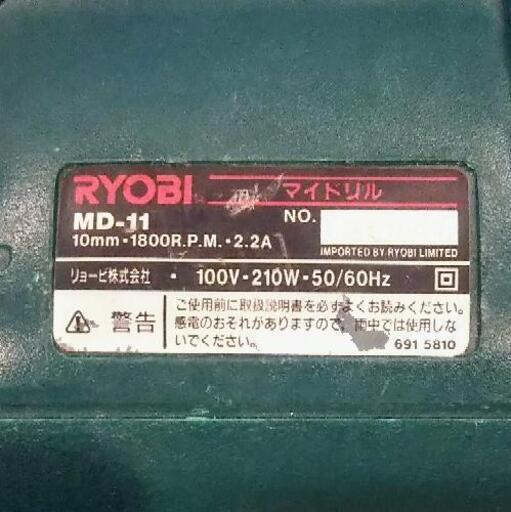 RYOBI マイドリル
MD-11 NO.
10mm・1800R.P.M.・2.2A
IMPORTED BY RYOBI LIMITED
リョービ株式会社 ・ 100V-210W-50/60Hz
警告
ご使用前に取扱説明書を必ずよくお読みください。
感電のおそれがありますので、雨中では使用しな
いでください。
691 5810